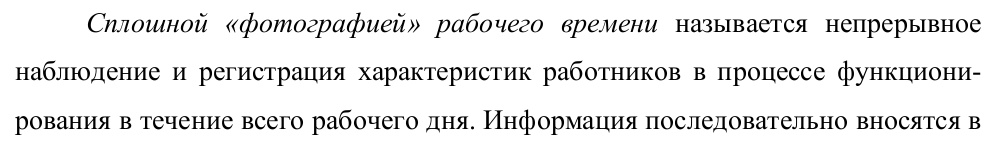 Сплошной «фотографией» рабочего времени называется непрерывное
наблюдение и регистрация характеристик работников в процессе функциони-
рования в течение всего рабочего дня. Информация последовательно вносятся в